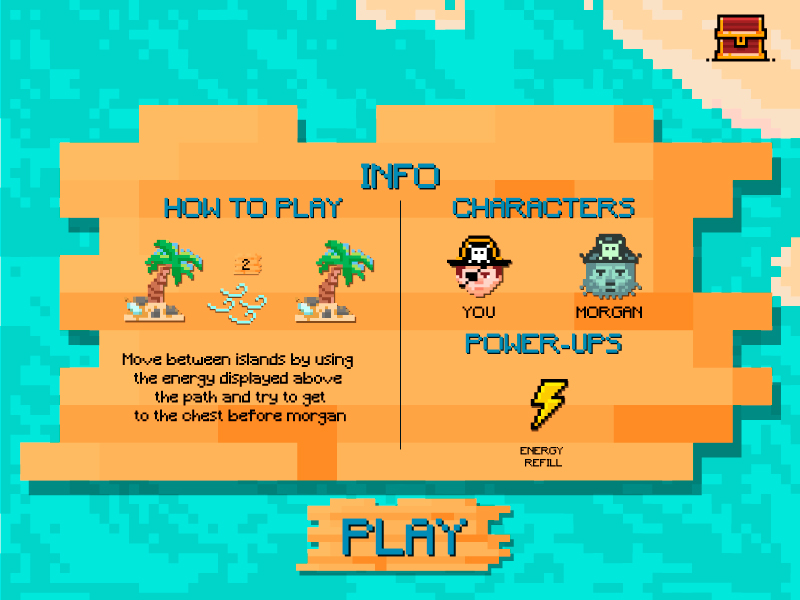 INFO
HOW TO PLAY
2
Move between islands by using
the energy displayed above
the path and try to get
to the chest before morgan
CHARACTERS
YOU
MORGAN
POWER-UPS
ENERGY
REFILL
PLAY